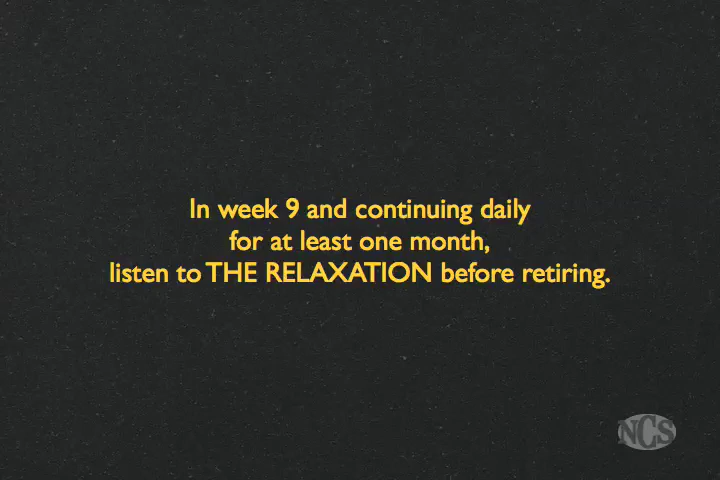 In week 9 and continuing daily
for at least one month,
listen to THE RELAXATION before retiring.
NCS